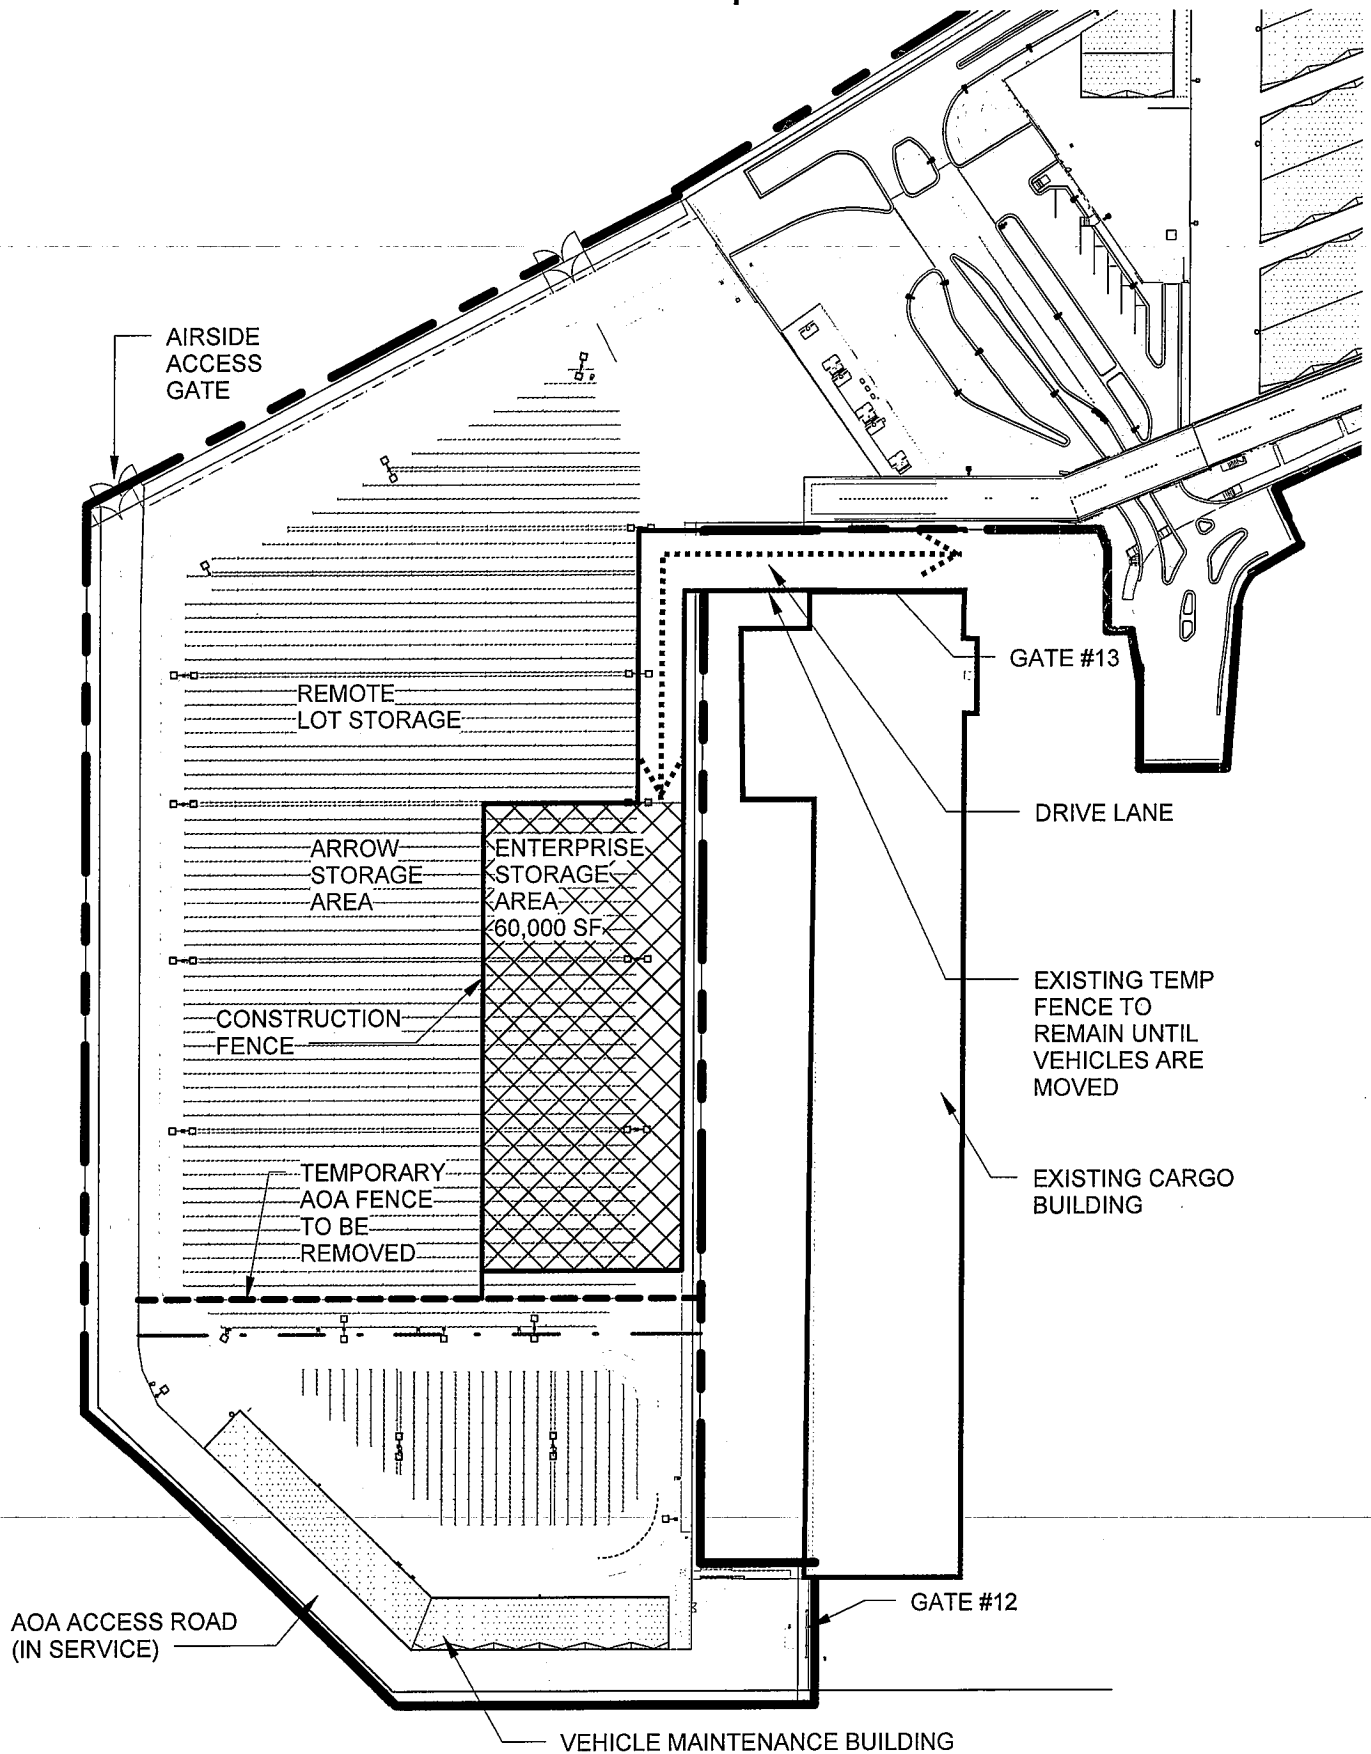 AIRSIDE
ACCESS
GATE
GATE #13
REMOTE
LOT STORAGE
DRIVE LANE
ARROW
STORAGE
AREA
ENTERPRISE
STORAGE
AREA
60,000 SF
EXISTING TEMP
FENCE TO
REMAIN UNTIL
VEHICLES ARE
MOVED
CONSTRUCTION
FENCE
TEMPORARY
AOA FENCE
TO BE
REMOVED
EXISTING CARGO
BUILDING
GATE #12
AOA ACCESS ROAD
(IN SERVICE)
VEHICLE MAINTENANCE BUILDING